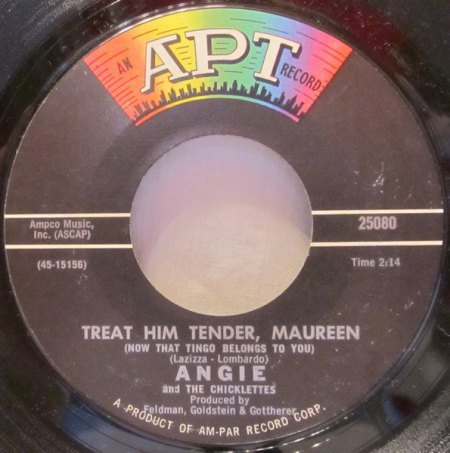 AN APT RECORD
Ampco Music,
Inc. (ASCAP)
25080
(45-15156)
Time 2:14
TREAT HIM TENDER, MAUREEN
(NOW THAT TINGO BELONGS TO YOU)
(Lazizza - Lombardo)
ANGIE
and THE CHICKLETTES
Produced by
Feldman, Goldstein & Gottherer
A PRODUCT OF AM-PAR RECORD CORP.